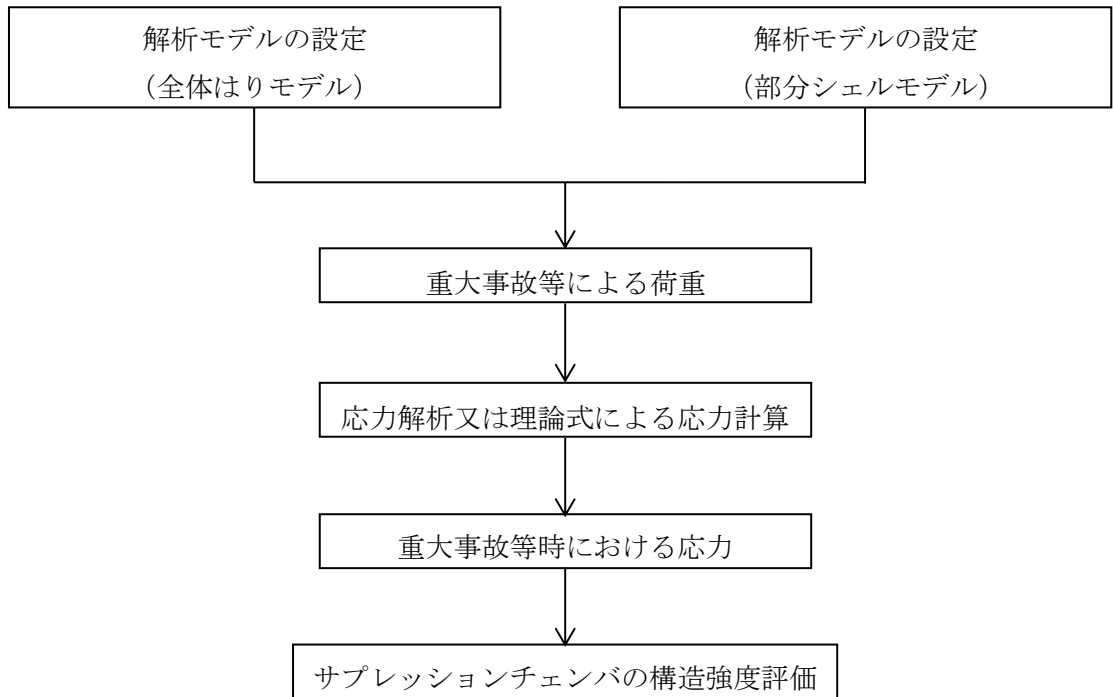 解析モデルの設定
(全体はりモデル)
解析モデルの設定
(部分シェルモデル)
重大事故等による荷重
応力解析又は理論式による応力計算
重大事故等時における応力
サプレッションチェンバの構造強度評価